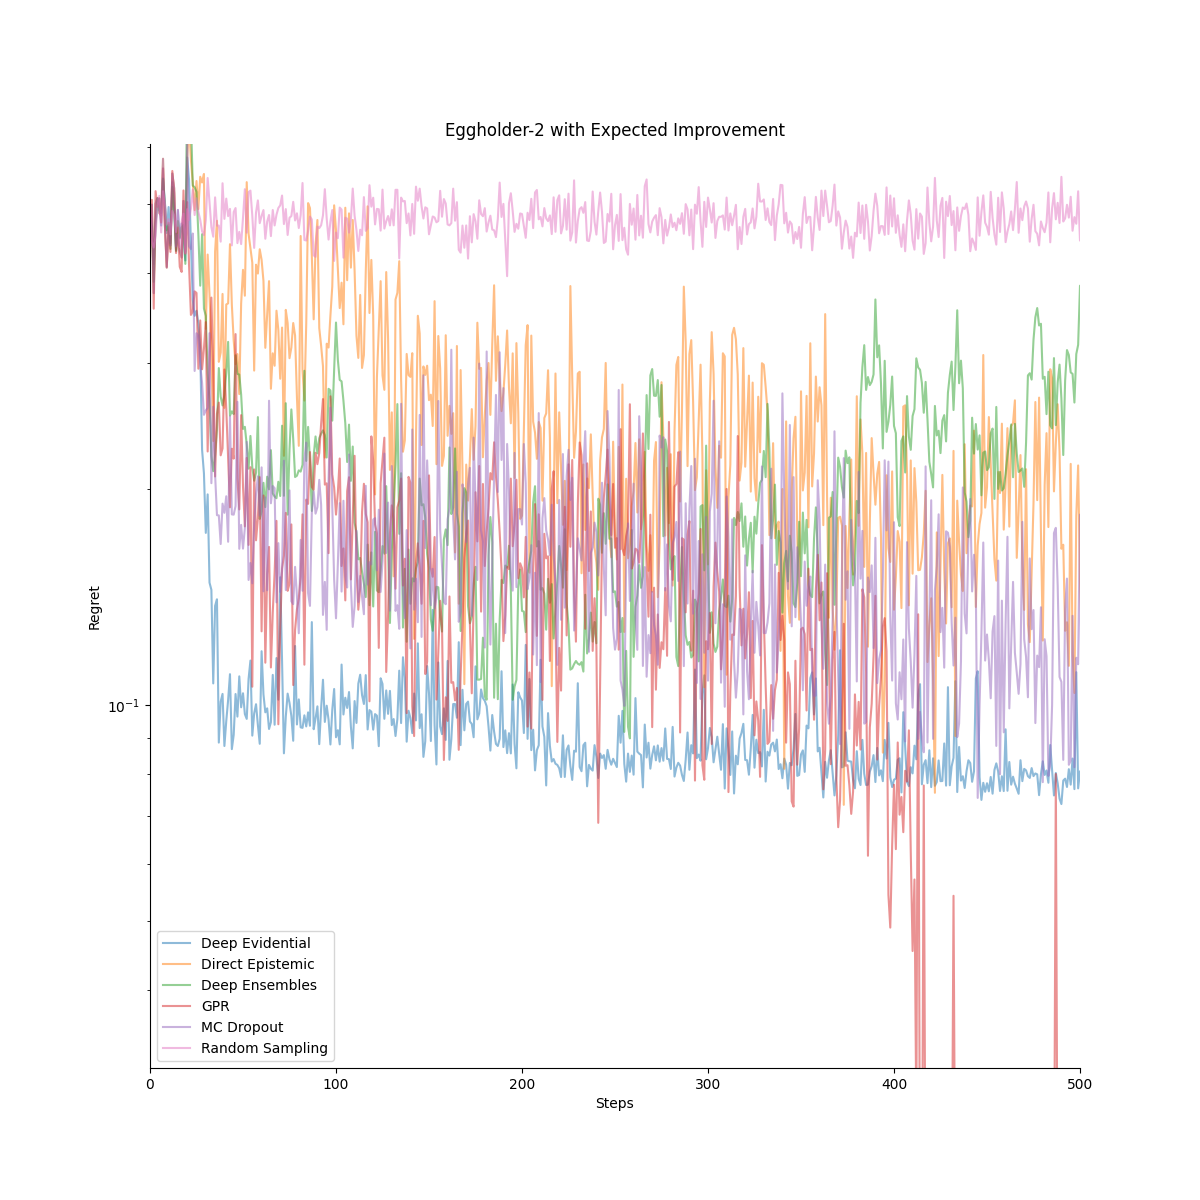 Eggholder-2 with Expected Improvement
Regret
10⁻¹
Deep Evidential
Direct Epistemic
Deep Ensembles
GPR
MC Dropout
Random Sampling
0 100 200 300 400 500
Steps